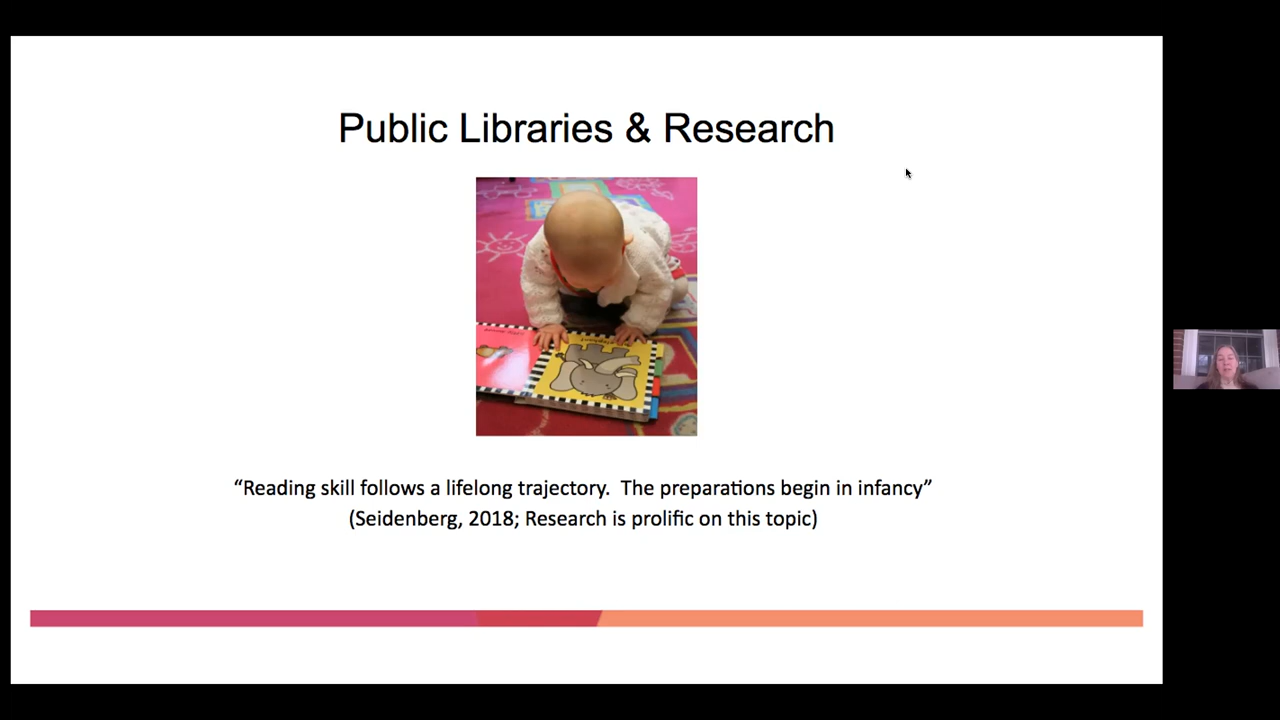 Public Libraries & Research
“Reading skill follows a lifelong trajectory.  The preparations begin in infancy”
(Seidenberg, 2018; Research is prolific on this topic)